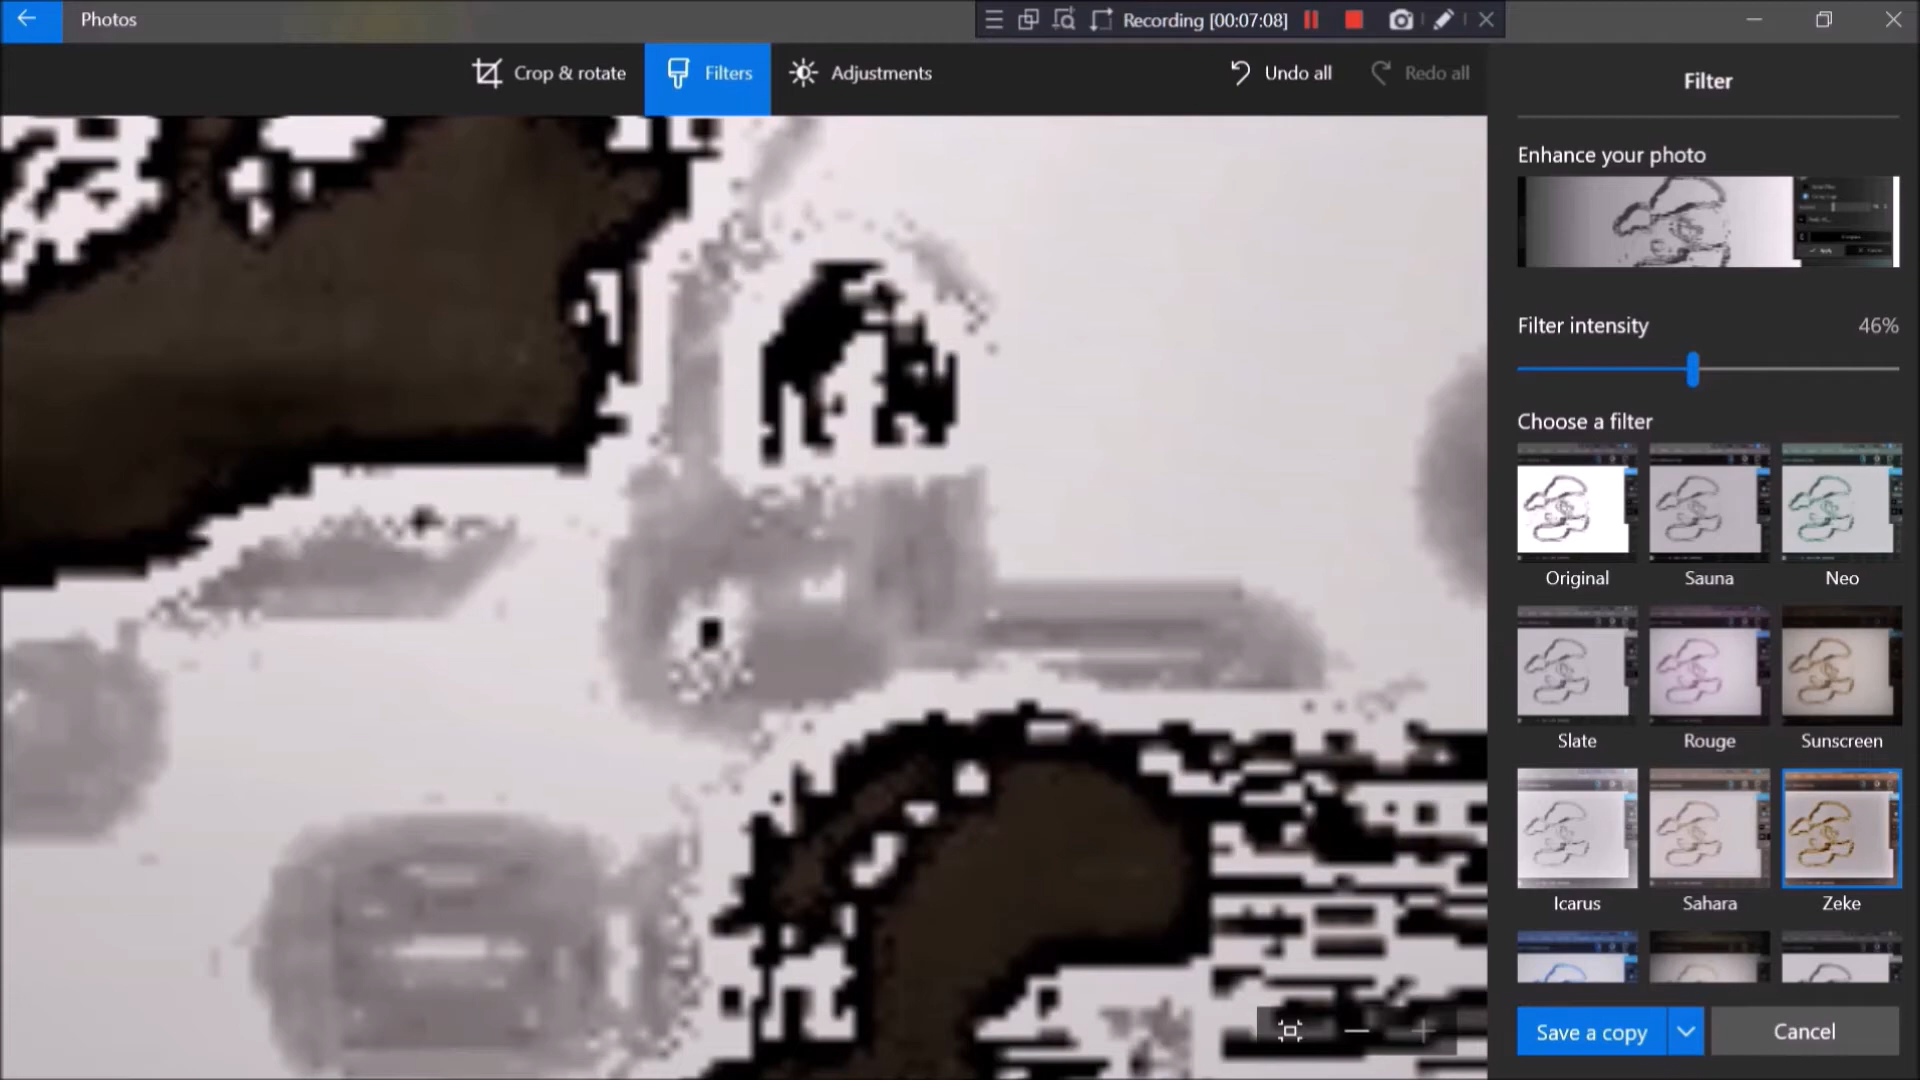 Photos
Recording [00:07:08]
Crop & rotate
Filters
Adjustments
Undo all
Redo all
Filter
Enhance your photo
Filter intensity
46%
Choose a filter
Original
Sauna
Neo
Slate
Rouge
Sunscreen
Icarus
Sahara
Zeke
Save a copy
Cancel